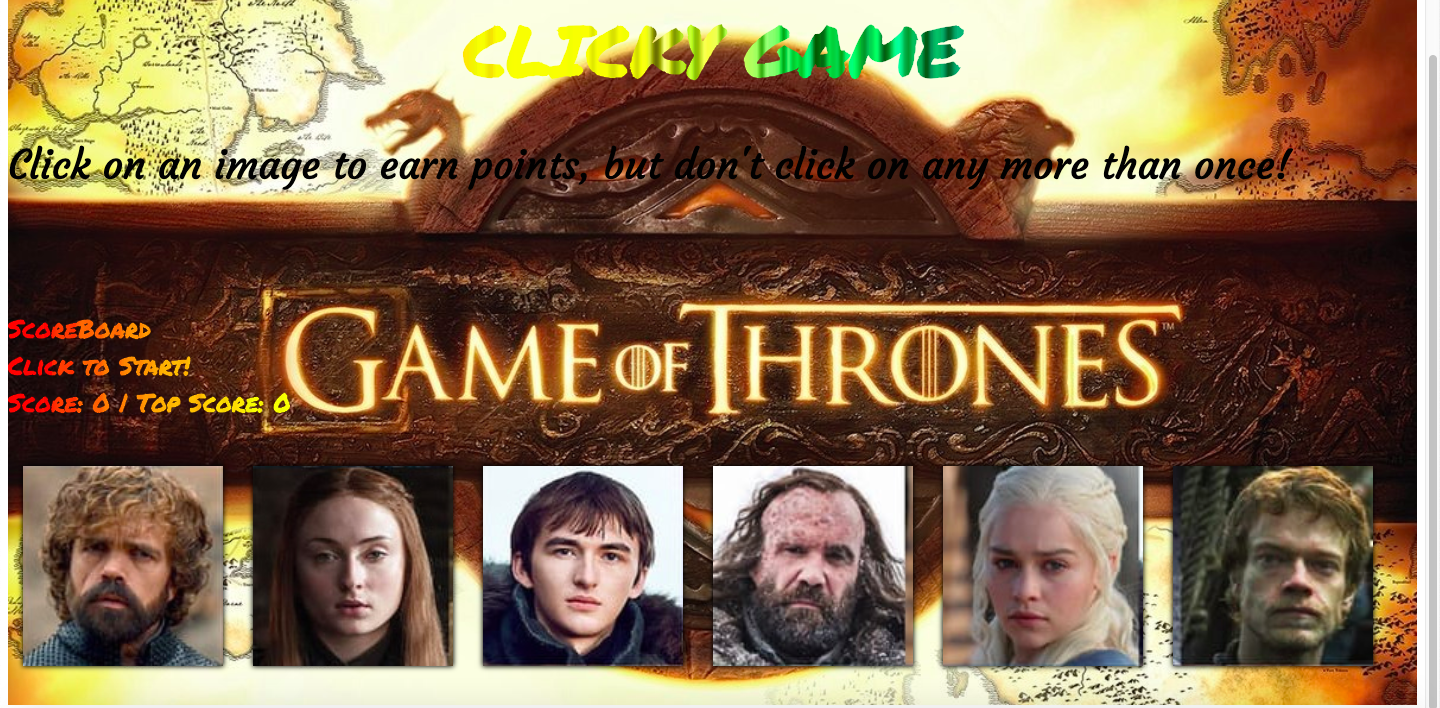 CLICKY GAME
Click on an image to earn points, but don't click on any more than once!
GAME OF THRONES™
ScoreBoard
Click to Start!
Score: 0 | Top Score: 0